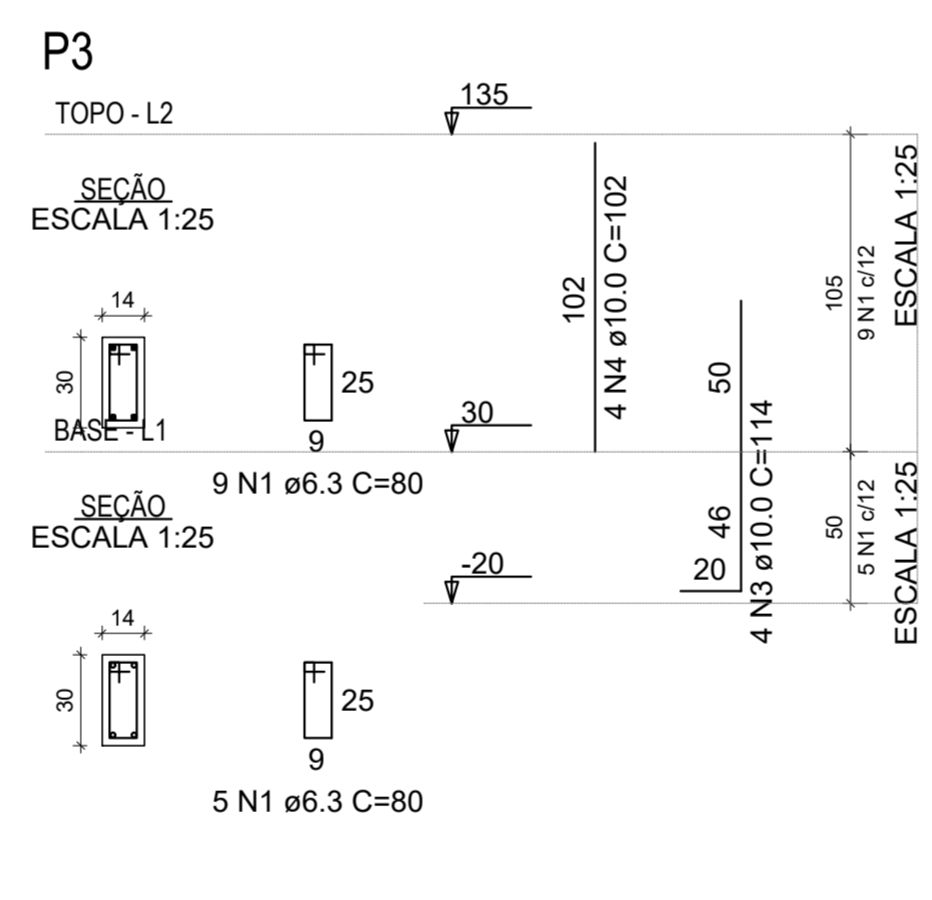 P3
TOPO - L2
135
SEÇÃO
ESCALA 1:25
14
30
25
9
9 N1 ø6.3 C=80
102
4 N4 ø10.0 C=102
105
9 N1 c/12
ESCALA 1:25
BASE - L1
30
SEÇÃO
ESCALA 1:25
-20
50
46
20
4 N3 ø10.0 C=114
50
5 N1 c/12
ESCALA 1:25
14
30
25
9
5 N1 ø6.3 C=80